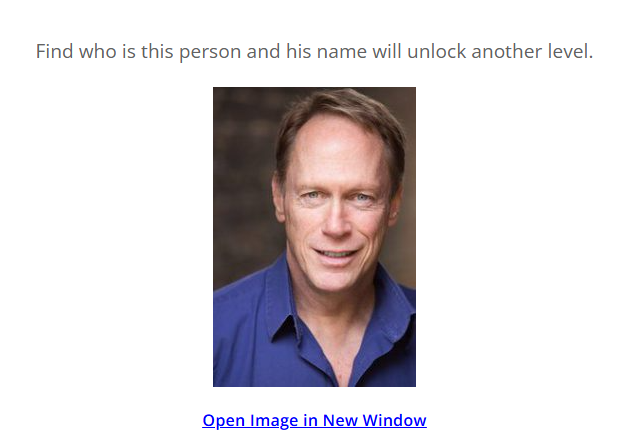 Find who is this person and his name will unlock another level.
Open Image in New Window